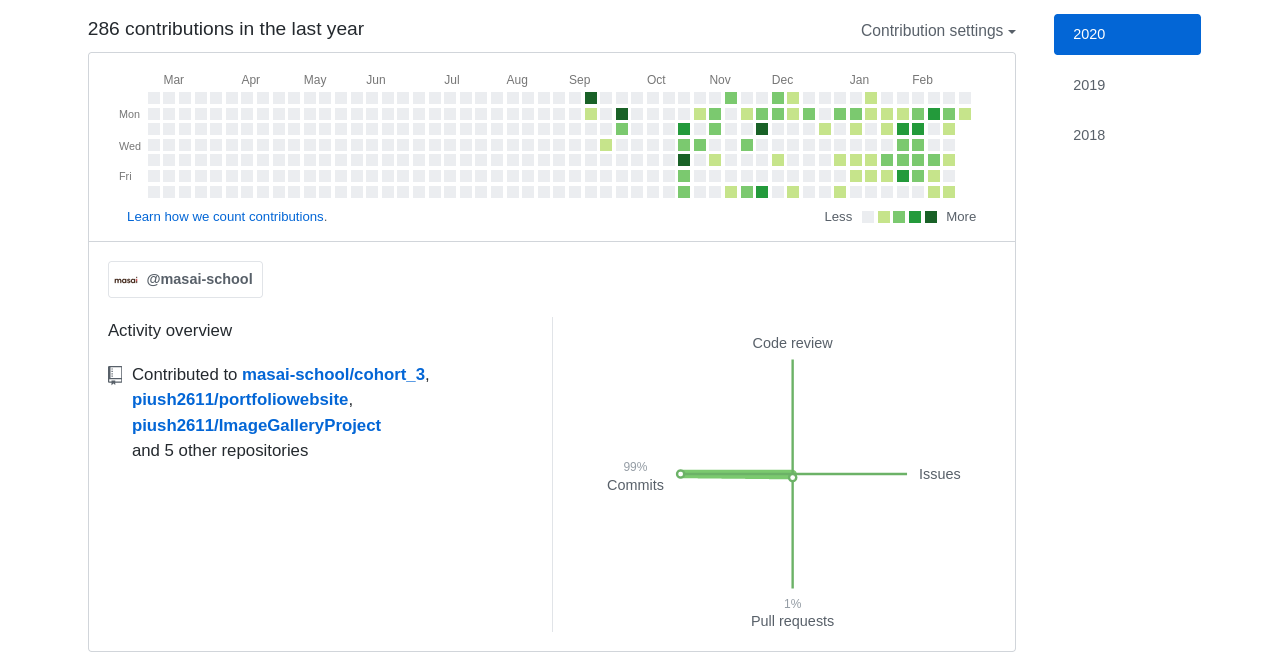 286 contributions in the last year
Contribution settings
2020
2019
2018
Mar Apr May Jun Jul Aug Sep Oct Nov Dec Jan Feb
Mon
Wed
Fri
Learn how we count contributions.
Less More
masai @masai-school
Activity overview
Contributed to masai-school/cohort_3,
piush2611/portfoliowebsite,
piush2611/ImageGalleryProject
and 5 other repositories
Code review
99%
Commits
Issues
1%
Pull requests